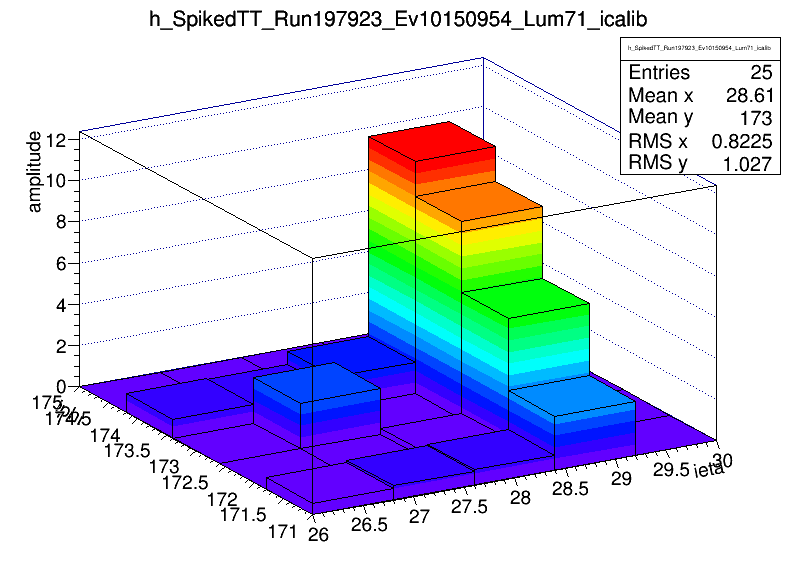 h_SpikedTT_Run197923_Ev10150954_Lum71_icalib
h_SpikedTT_Run197923_Ev10150954_Lum71_icalib
Entries 25
Mean x 28.61
Mean y 173
RMS x 0.8225
RMS y 1.027
amplitude
12
10
8
6
4
2
0
175
174.5
174
173.5
173
172.5
172
171.5
171
26
26.5
27
27.5
28
28.5
29
29.5
30
ieta